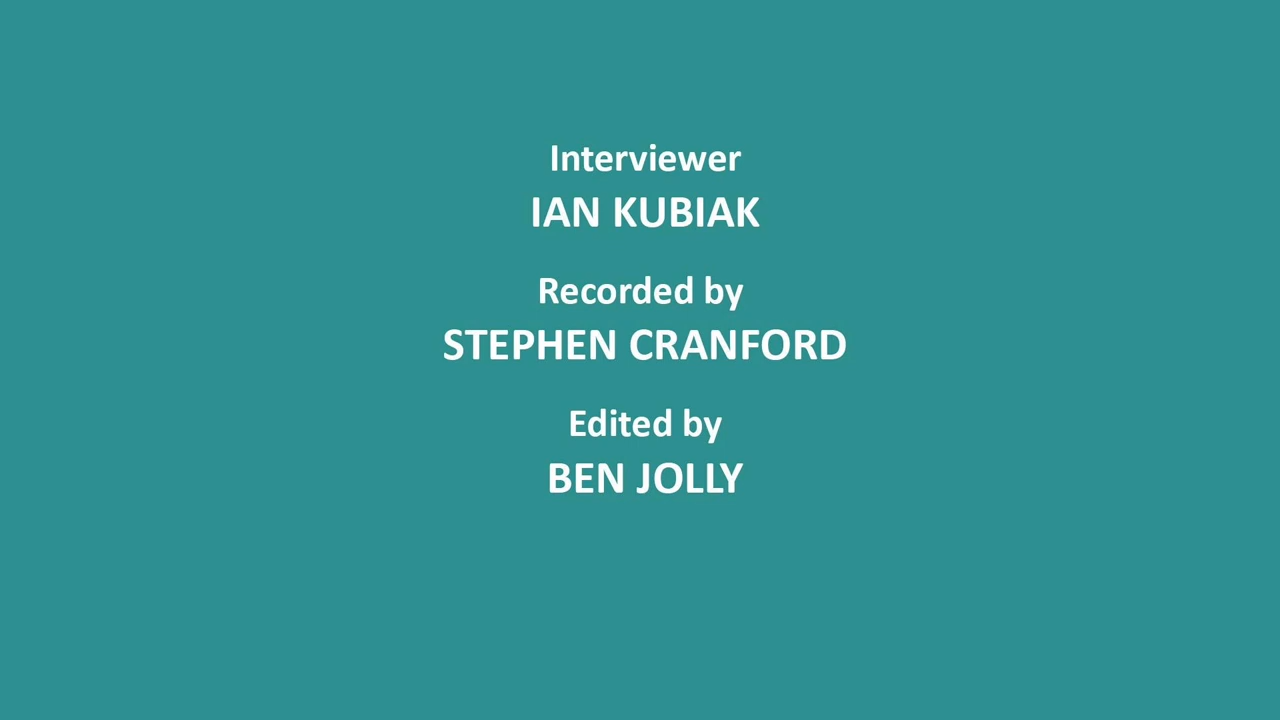 Interviewer
IAN KUBIAK
Recorded by
STEPHEN CRANFORD
Edited by
BEN JOLLY